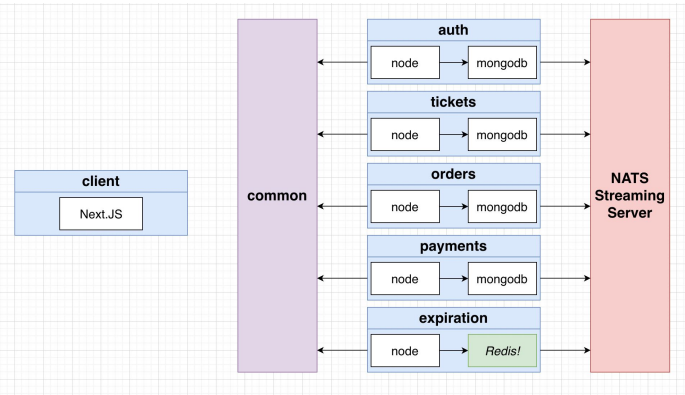 client
Next.JS
common
auth
node
mongodb
tickets
node
mongodb
orders
node
mongodb
payments
node
mongodb
expiration
node
Redis!
NATS
Streaming
Server